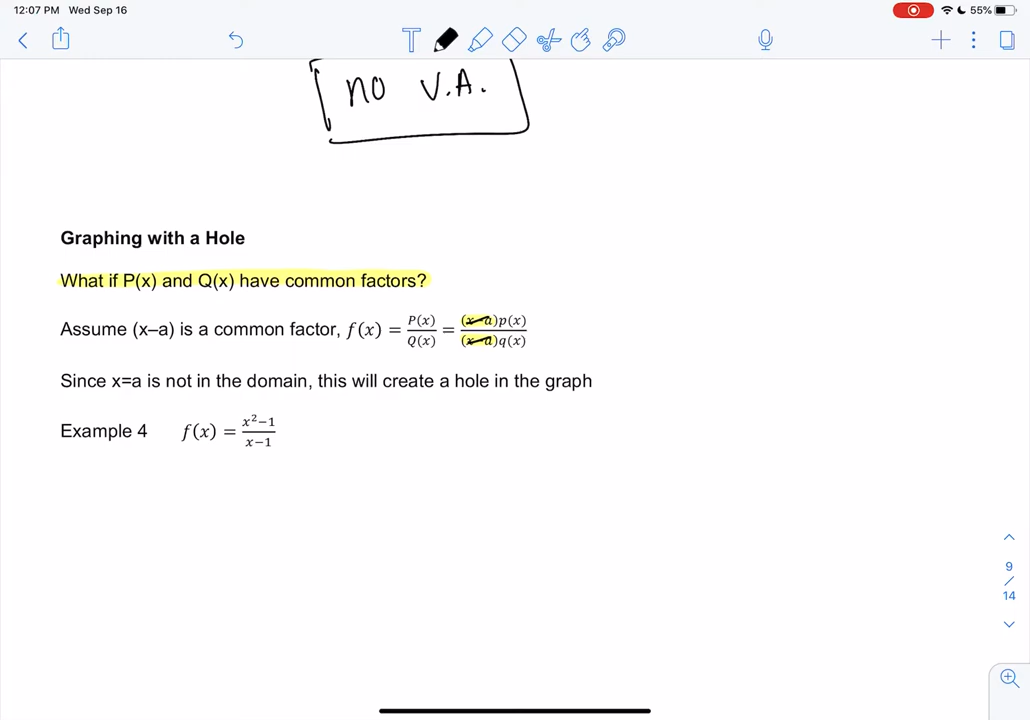 12:07 PM Wed Sep 16
55%
T
no V.A.
Graphing with a Hole
What if P(x) and Q(x) have common factors?
Assume (x–a) is a common factor, f(x) = P(x)/Q(x) = (x-a)p(x)/(x-a)q(x)
Since x=a is not in the domain, this will create a hole in the graph
Example 4 f(x) = x²−1/x−1
9
/
14